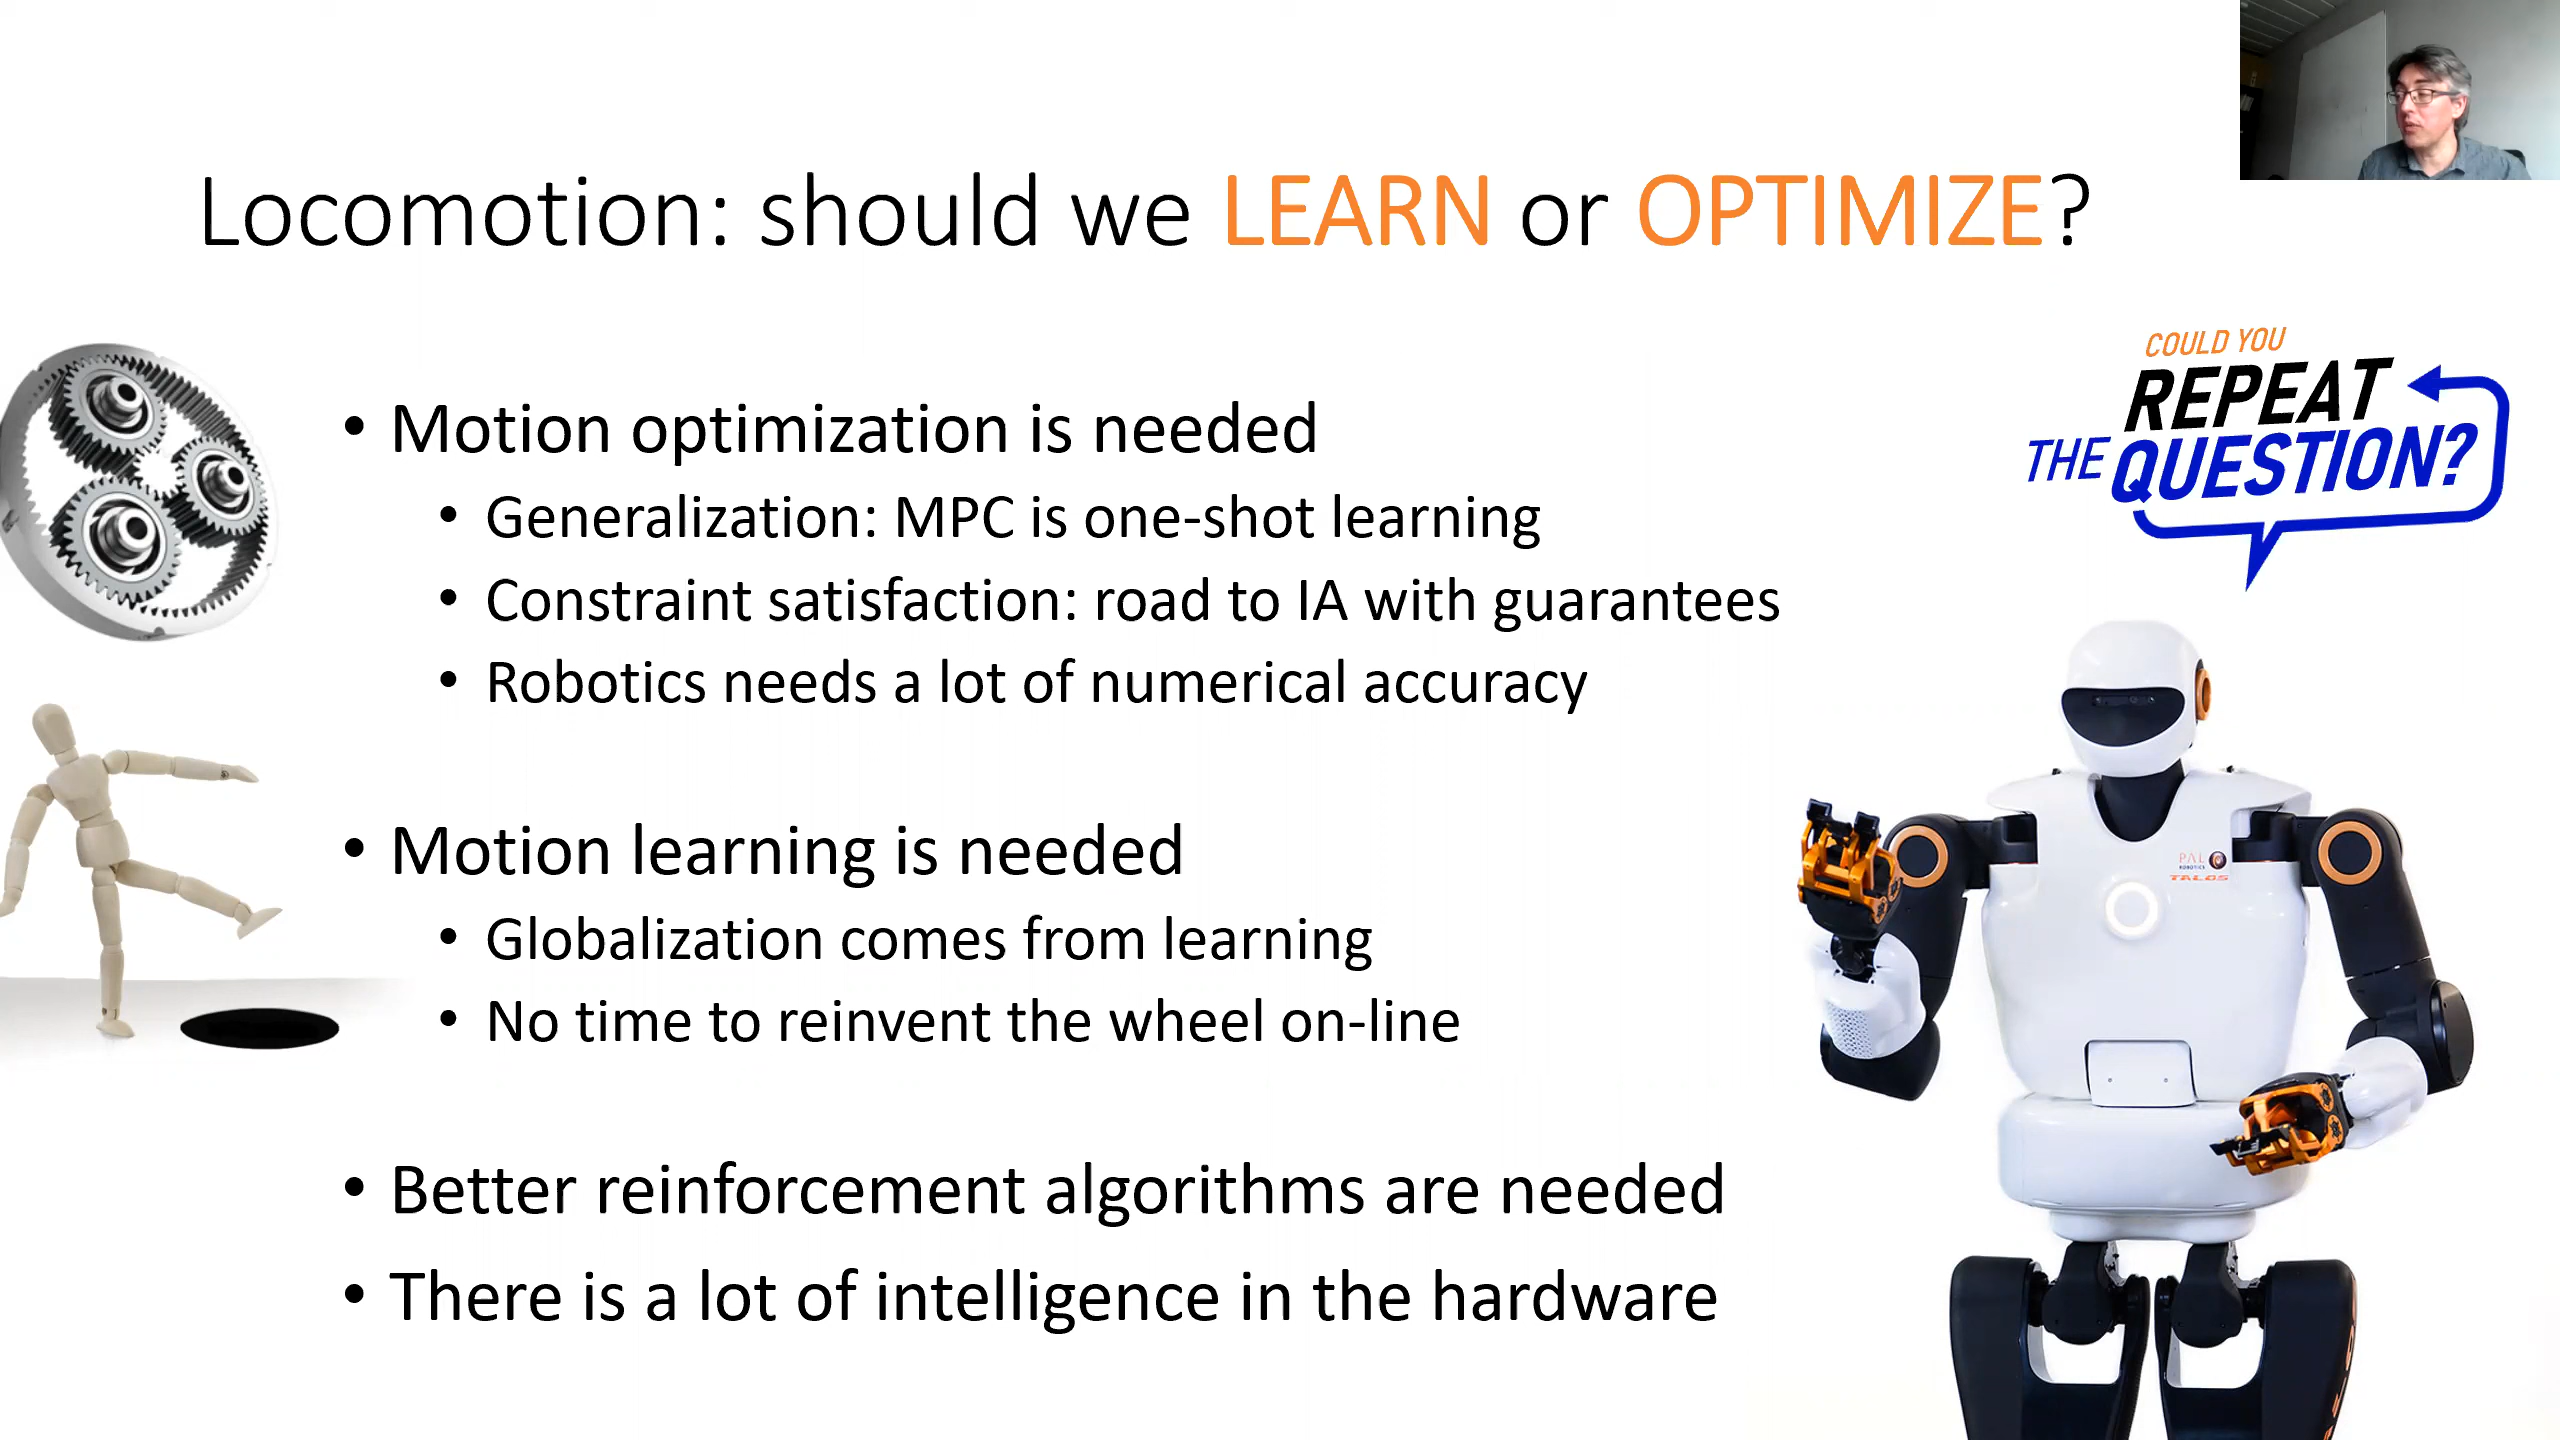 Locomotion: should we LEARN or OPTIMIZE?
COULD YOU
REPEAT
THE QUESTION?
• Motion optimization is needed
• Generalization: MPC is one-shot learning
• Constraint satisfaction: road to IA with guarantees
• Robotics needs a lot of numerical accuracy
• Motion learning is needed
• Globalization comes from learning
• No time to reinvent the wheel on-line
• Better reinforcement algorithms are needed
• There is a lot of intelligence in the hardware
PAL
ROBOTICS
TALOS